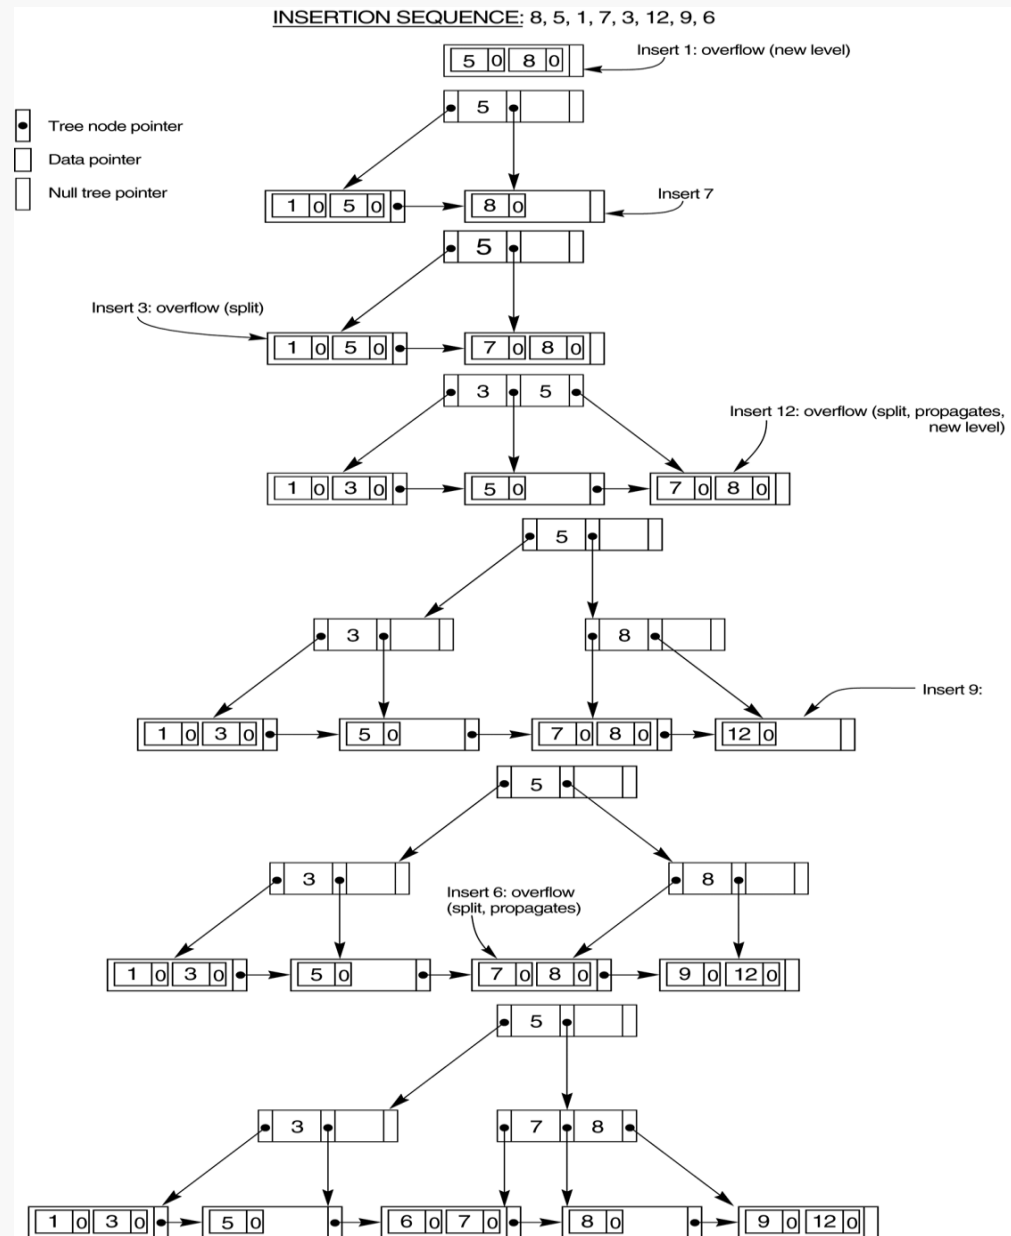 INSERTION SEQUENCE: 8, 5, 1, 7, 3, 12, 9, 6
5 0 8 0
Insert 1: overflow (new level)
5
Tree node pointer
Data pointer
Null tree pointer
1 0 5 0 8 0
Insert 7
5
Insert 3: overflow (split)
1 0 5 0 7 0 8 0
3 5
Insert 12: overflow (split, propagates,
new level)
1 0 3 0 5 0 7 0 8 0
5
3 8
Insert 9:
1 0 3 0 5 0 7 0 8 0 12 0
5
3 8
Insert 6: overflow
(split, propagates)
1 0 3 0 5 0 7 0 8 0 9 0 12 0
5
3 7 8
1 0 3 0 5 0 6 0 7 0 8 0 9 0 12 0